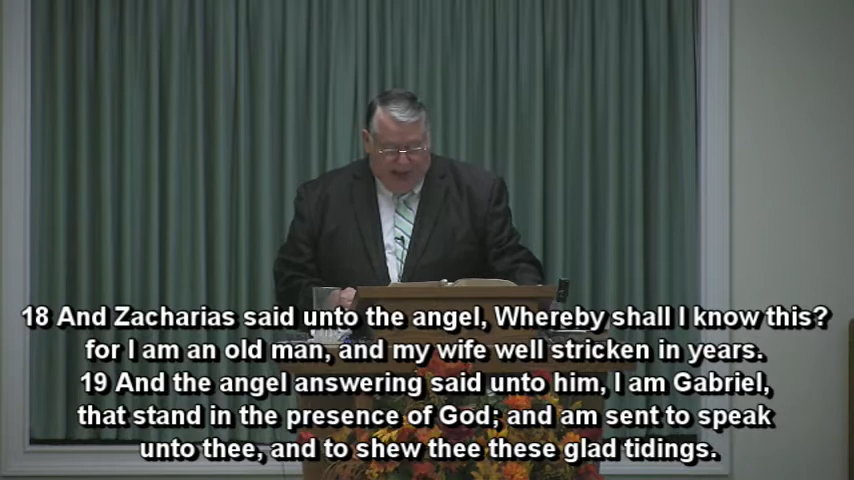 18 And Zacharias said unto the angel, Whereby shall I know this?
for I am an old man, and my wife well stricken in years.
19 And the angel answering said unto him, I am Gabriel,
that stand in the presence of God; and am sent to speak
unto thee, and to shew thee these glad tidings.